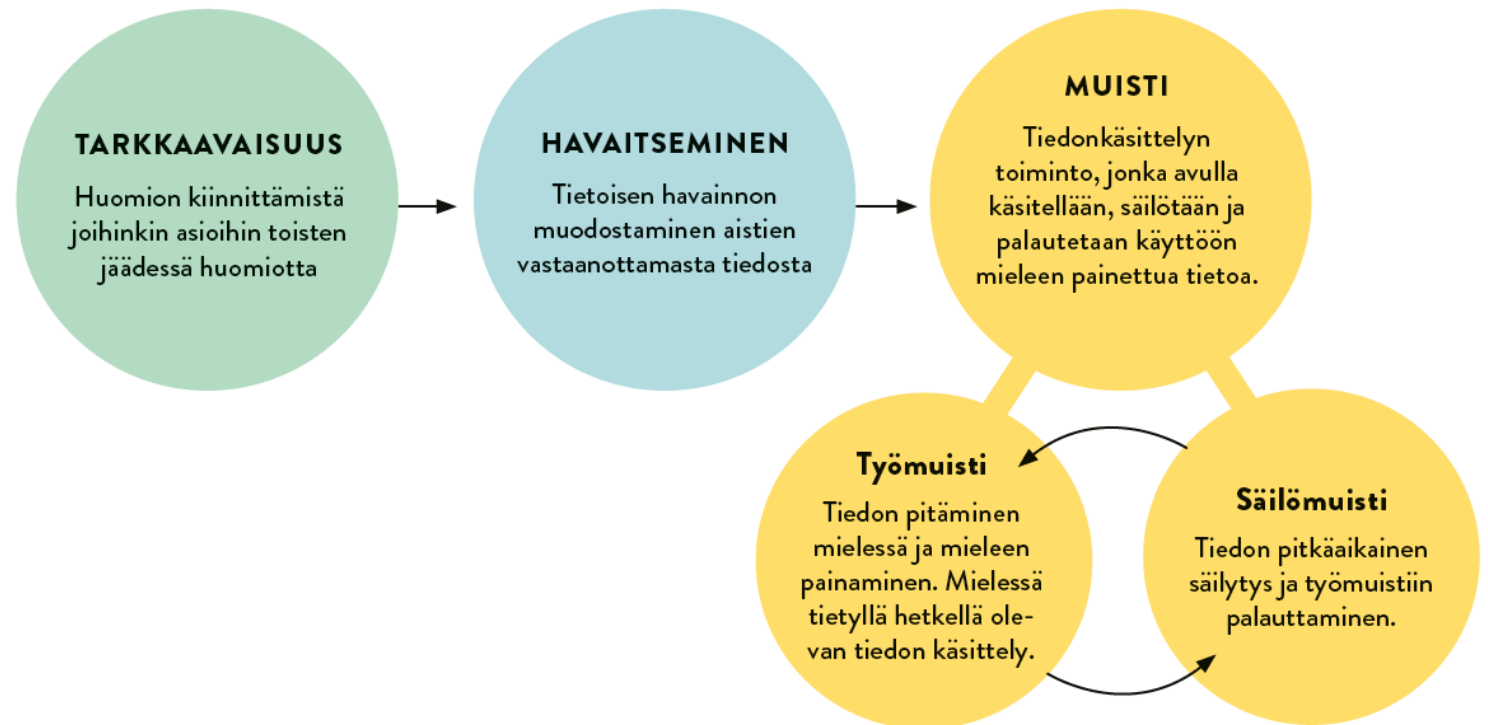 TARKKAAVAISUUS
Huomion kiinnittämistä
joihinkin asioihin toisten
jäädessä huomiotta
HAVAITSEMINEN
Tietoisen havainnon
muodostaminen aistien
vastaanottamasta tiedosta
MUISTI
Tiedonkäsittelyn
toiminto, jonka avulla
käsitellään, säilötään ja
palautetaan käyttöön
mieleen painettua tietoa.
Työmuisti
Tiedon pitäminen
mielessä ja mieleen
painaminen. Mielessä
tietyllä hetkellä ole-
van tiedon käsittely.
Säilömuisti
Tiedon pitkäaikainen
säilytys ja työmuistiin
palauttaminen.